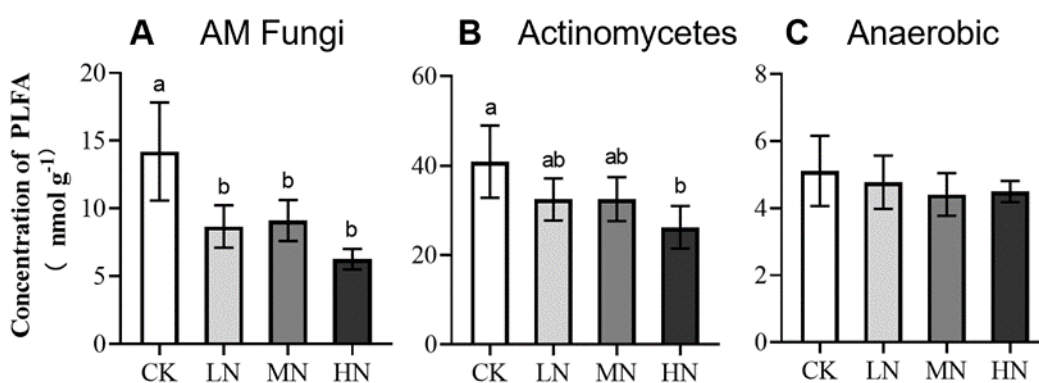 A AM Fungi
B Actinomycetes
C Anaerobic
Concentration of PLFA
( nmol g-1)
20
15
10
5
0
a
b
b
b
CK LN MN HN
60
40
20
0
a
ab
ab
b
CK LN MN HN
8
6
4
2
0
CK LN MN HN